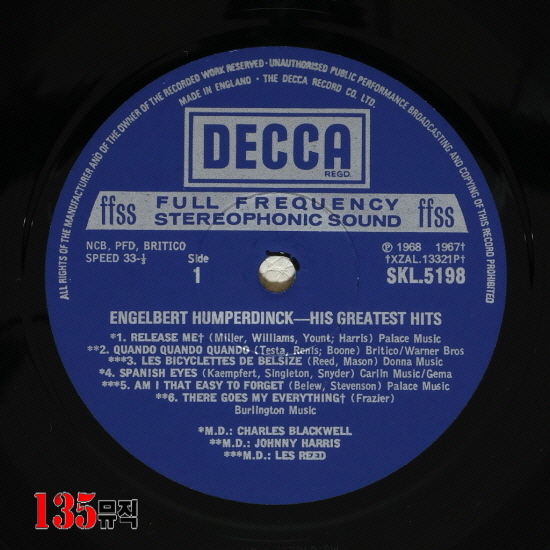 ALL RIGHTS OF THE MANUFACTURER AND OF THE OWNER OF THE RECORDED WORK RESERVED · UNAUTHORISED PUBLIC PERFORMANCE BROADCASTING AND COPYING OF THIS RECORD PROHIBITED
MADE IN ENGLAND · THE DECCA RECORD CO. LTD.
DECCA
REGD.
ffss FULL FREQUENCY STEREOPHONIC SOUND ffss
NCB, PFD, BRITICO
SPEED 33-⅓
Side
1
℗ 1968 1967†
†XZAL.13321P†
SKL.5198
ENGELBERT HUMPERDINCK—HIS GREATEST HITS
*1. RELEASE ME† (Miller, Williams, Yount; Harris) Palace Music
**2. QUANDO QUANDO QUANDO (Testa, Renis; Boone) Britico/Warner Bros
***3. LES BICYCLETTES DE BELSIZE (Reed, Mason) Donna Music
*4. SPANISH EYES (Kaempfert, Singleton, Snyder) Carlin Music/Gema
***5. AM I THAT EASY TO FORGET (Belew, Stevenson) Palace Music
**6. THERE GOES MY EVERYTHING† (Frazier)
Burlington Music
*M.D.: CHARLES BLACKWELL
**M.D.: JOHNNY HARRIS
***M.D.: LES REED
135뮤직